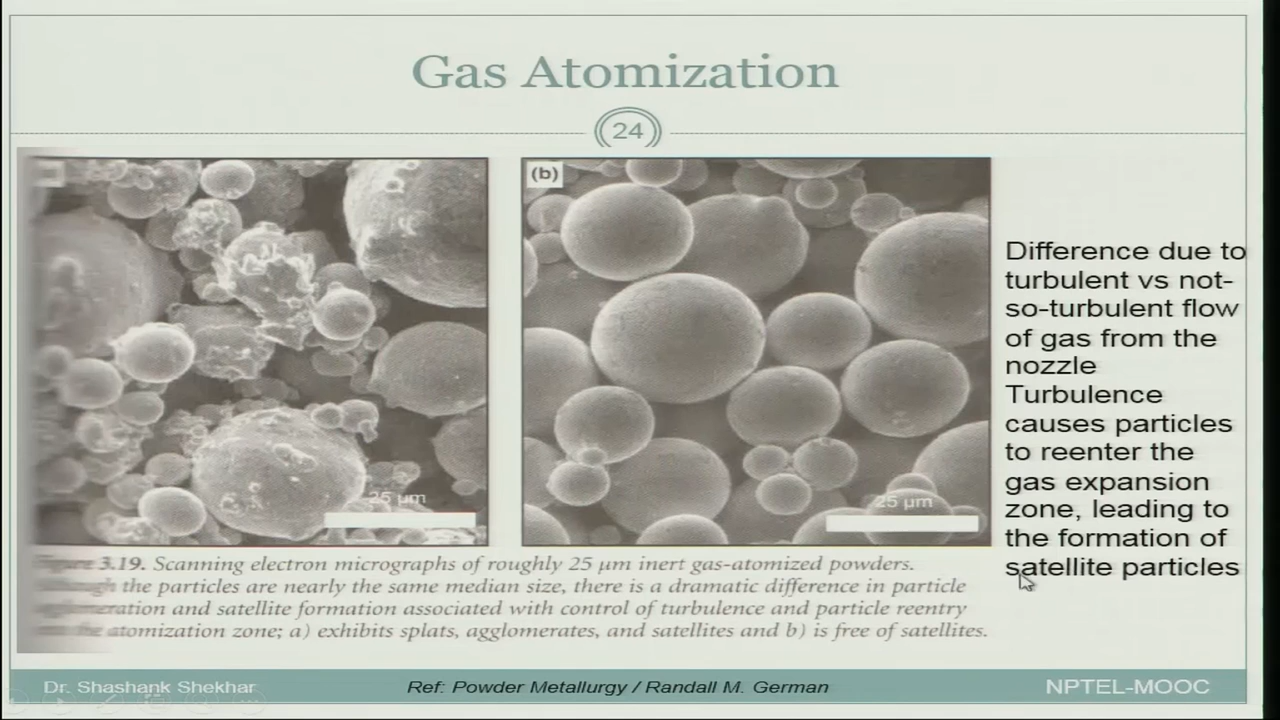 Gas Atomization
24
(b)
25 µm
25 µm
Difference due to
turbulent vs not-
so-turbulent flow
of gas from the
nozzle
Turbulence
causes particles
to reenter the
gas expansion
zone, leading to
the formation of
satellite particles
3.19. Scanning electron micrographs of roughly 25 µm inert gas-atomized powders.
the particles are nearly the same median size, there is a dramatic difference in particle
and satellite formation associated with control of turbulence and particle reentry
atomization zone; a) exhibits splats, agglomerates, and satellites and b) is free of satellites.
Dr. Shashank Shekhar
Ref: Powder Metallurgy / Randall M. German
NPTEL-MOOC